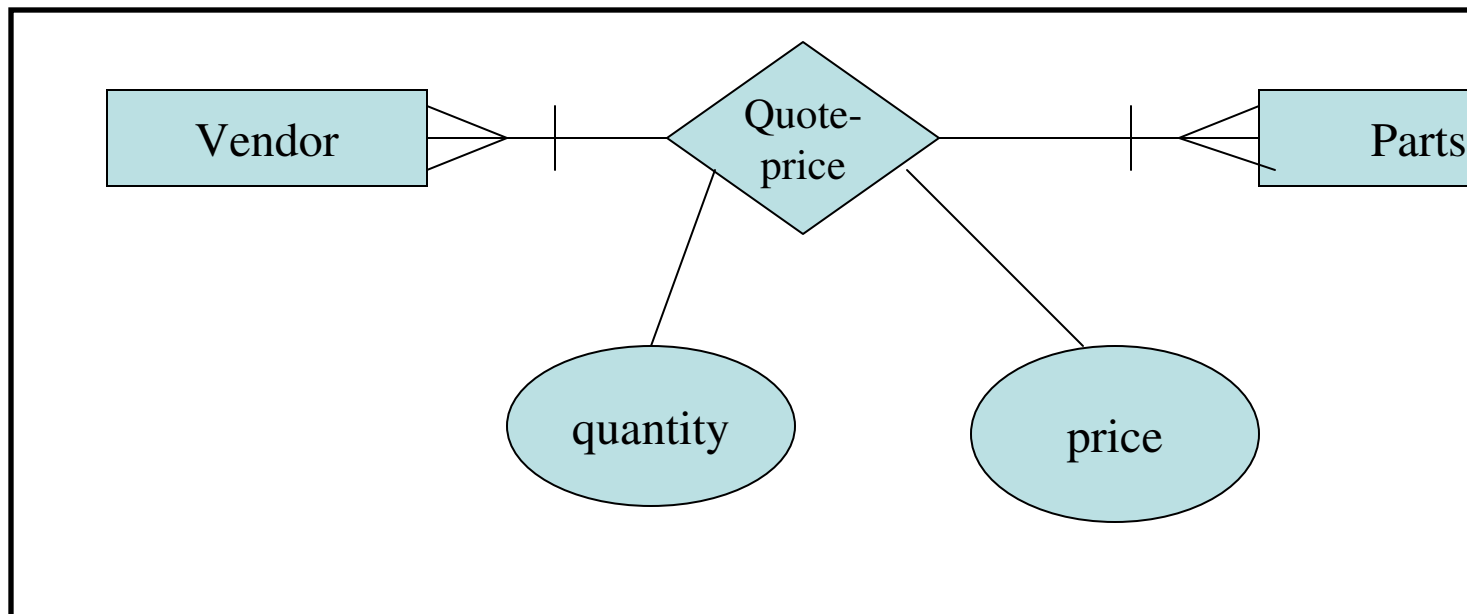 Vendor
Quote-
price
Parts
quantity
price